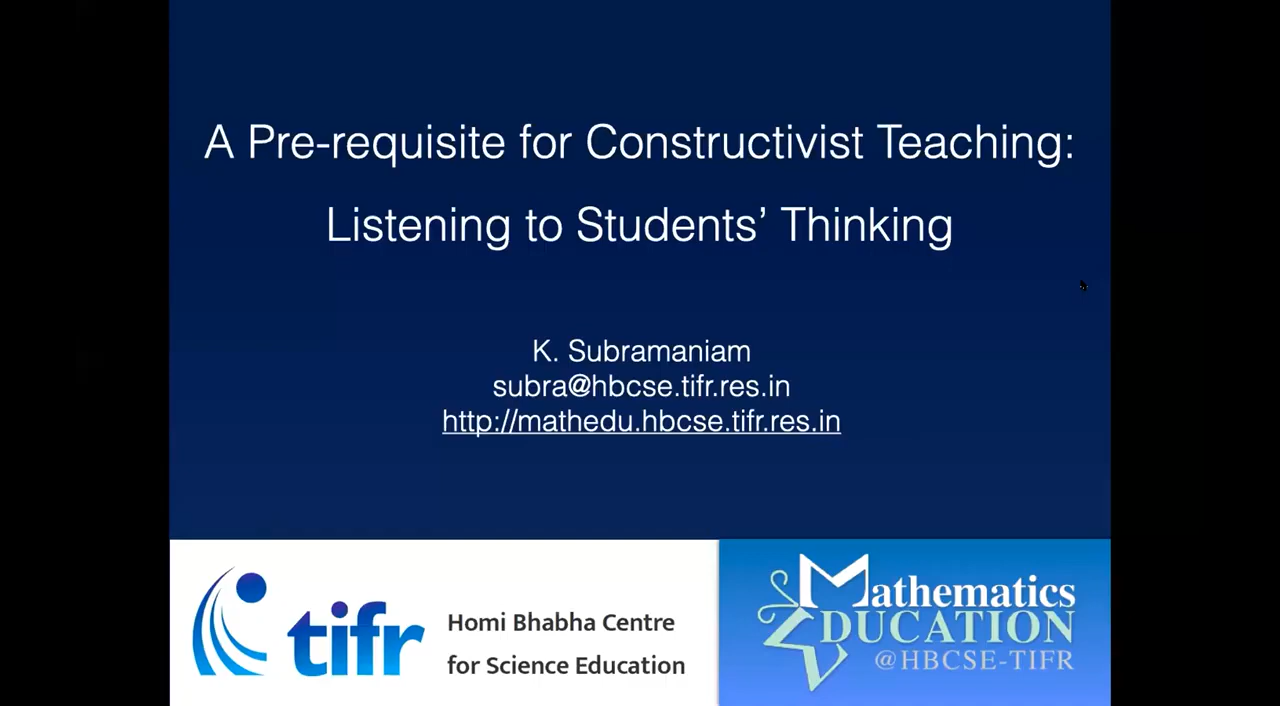 A Pre-requisite for Constructivist Teaching:
Listening to Students’ Thinking
K. Subramaniam
subra@hbcse.tifr.res.in
http://mathedu.hbcse.tifr.res.in
tifr
Homi Bhabha Centre
for Science Education
Mathematics
EDUCATION
@HBCSE-TIFR